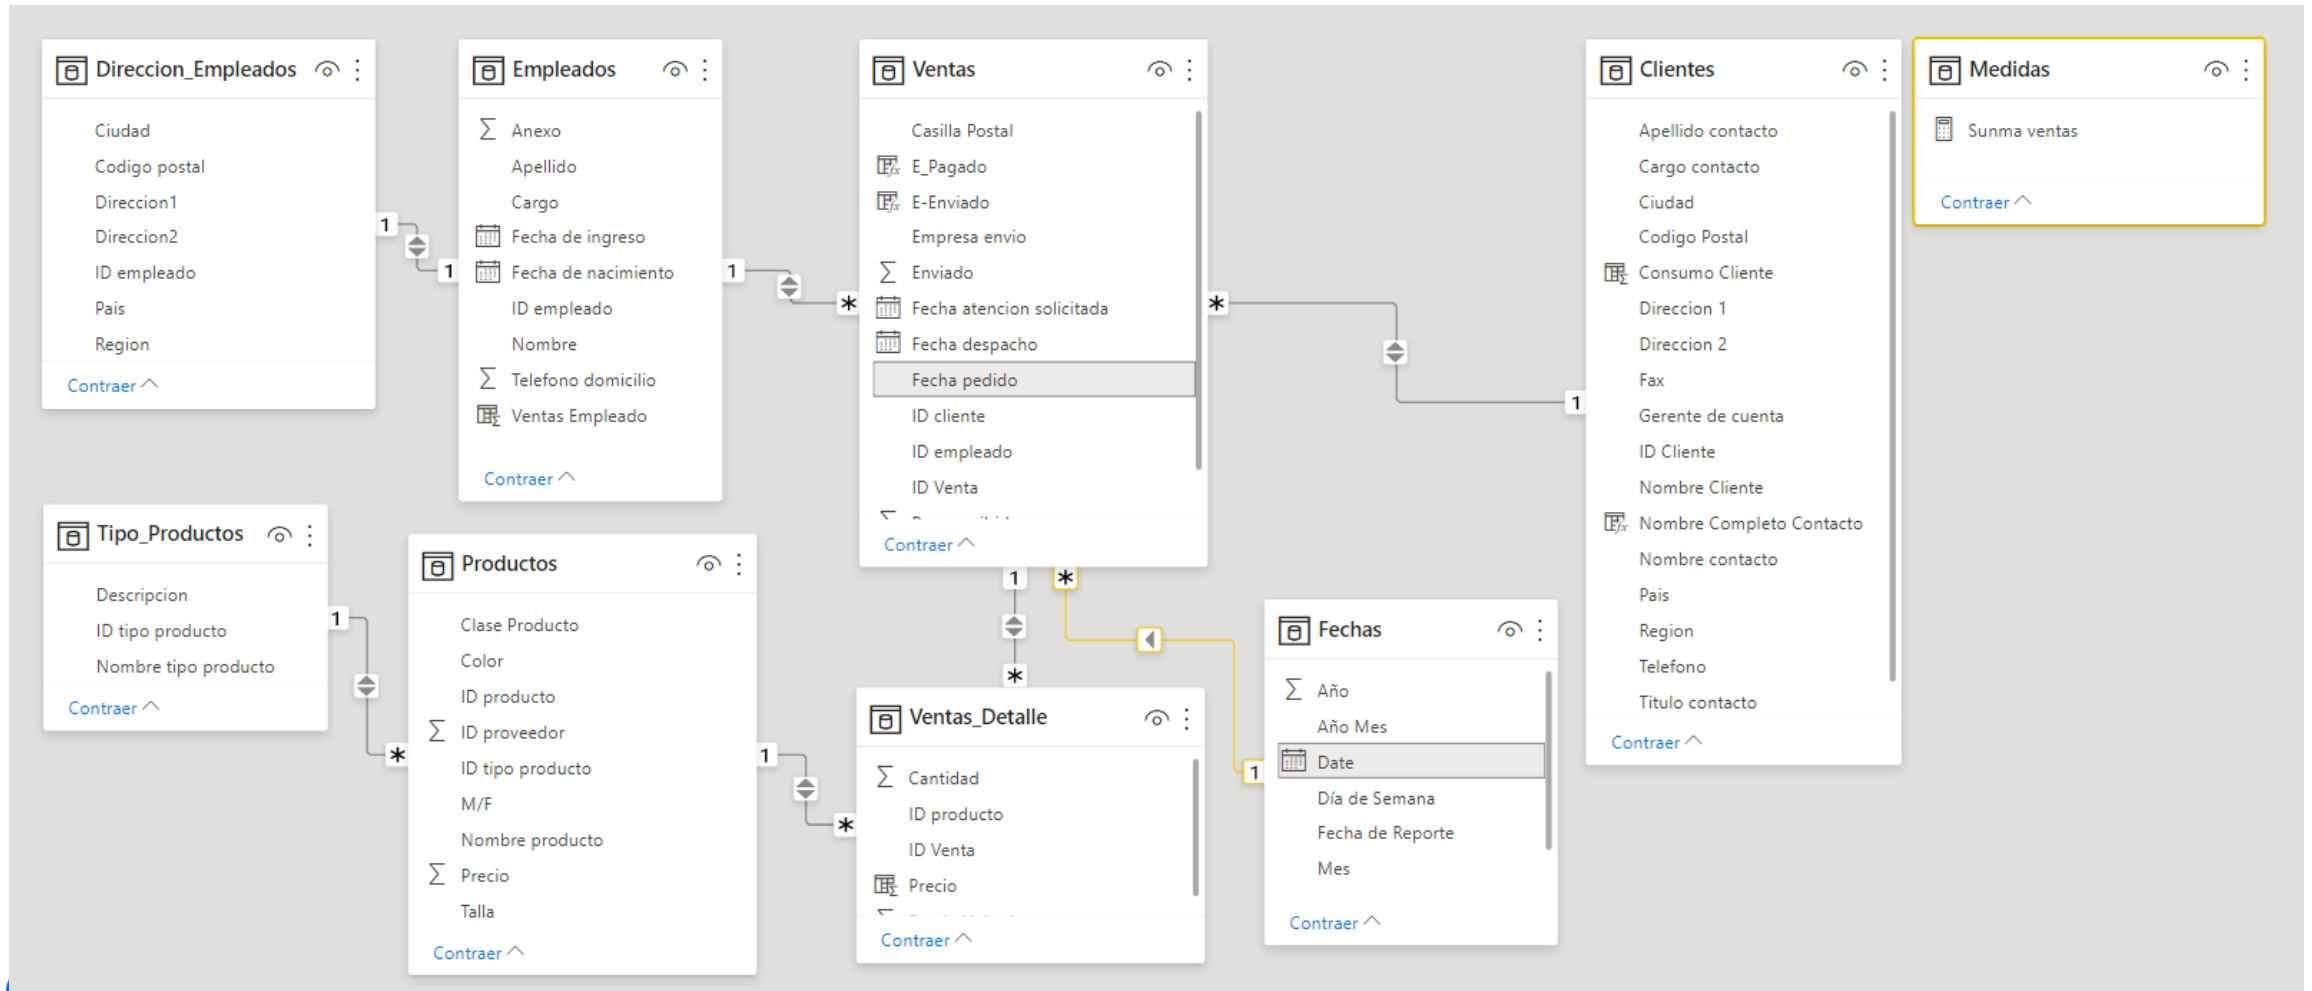 Direccion_Empleados
Ciudad
Codigo postal
Direccion1
Direccion2
ID empleado
Pais
Region
Contraer
1
1
Empleados
Anexo
Apellido
Cargo
Fecha de ingreso
Fecha de nacimiento
ID empleado
Nombre
Telefono domicilio
Ventas Empleado
Contraer
1
*
Ventas
Casilla Postal
E_Pagado
E-Enviado
Empresa envio
Enviado
Fecha atencion solicitada
Fecha despacho
Fecha pedido
ID cliente
ID empleado
ID Venta
Contraer
*
1
Clientes
Apellido contacto
Cargo contacto
Ciudad
Codigo Postal
Consumo Cliente
Direccion 1
Direccion 2
Fax
Gerente de cuenta
ID Cliente
Nombre Cliente
Nombre Completo Contacto
Nombre contacto
Pais
Region
Telefono
Titulo contacto
Contraer
Medidas
Sunma ventas
Contraer
Tipo_Productos
Descripcion
ID tipo producto
Nombre tipo producto
Contraer
1
*
Productos
Clase Producto
Color
ID producto
ID proveedor
ID tipo producto
M/F
Nombre producto
Precio
Talla
Contraer
1
*
1
*
*
1
Ventas_Detalle
Cantidad
ID producto
ID Venta
Precio
Contraer
Fechas
Año
Año Mes
Date
Día de Semana
Fecha de Reporte
Mes
Contraer